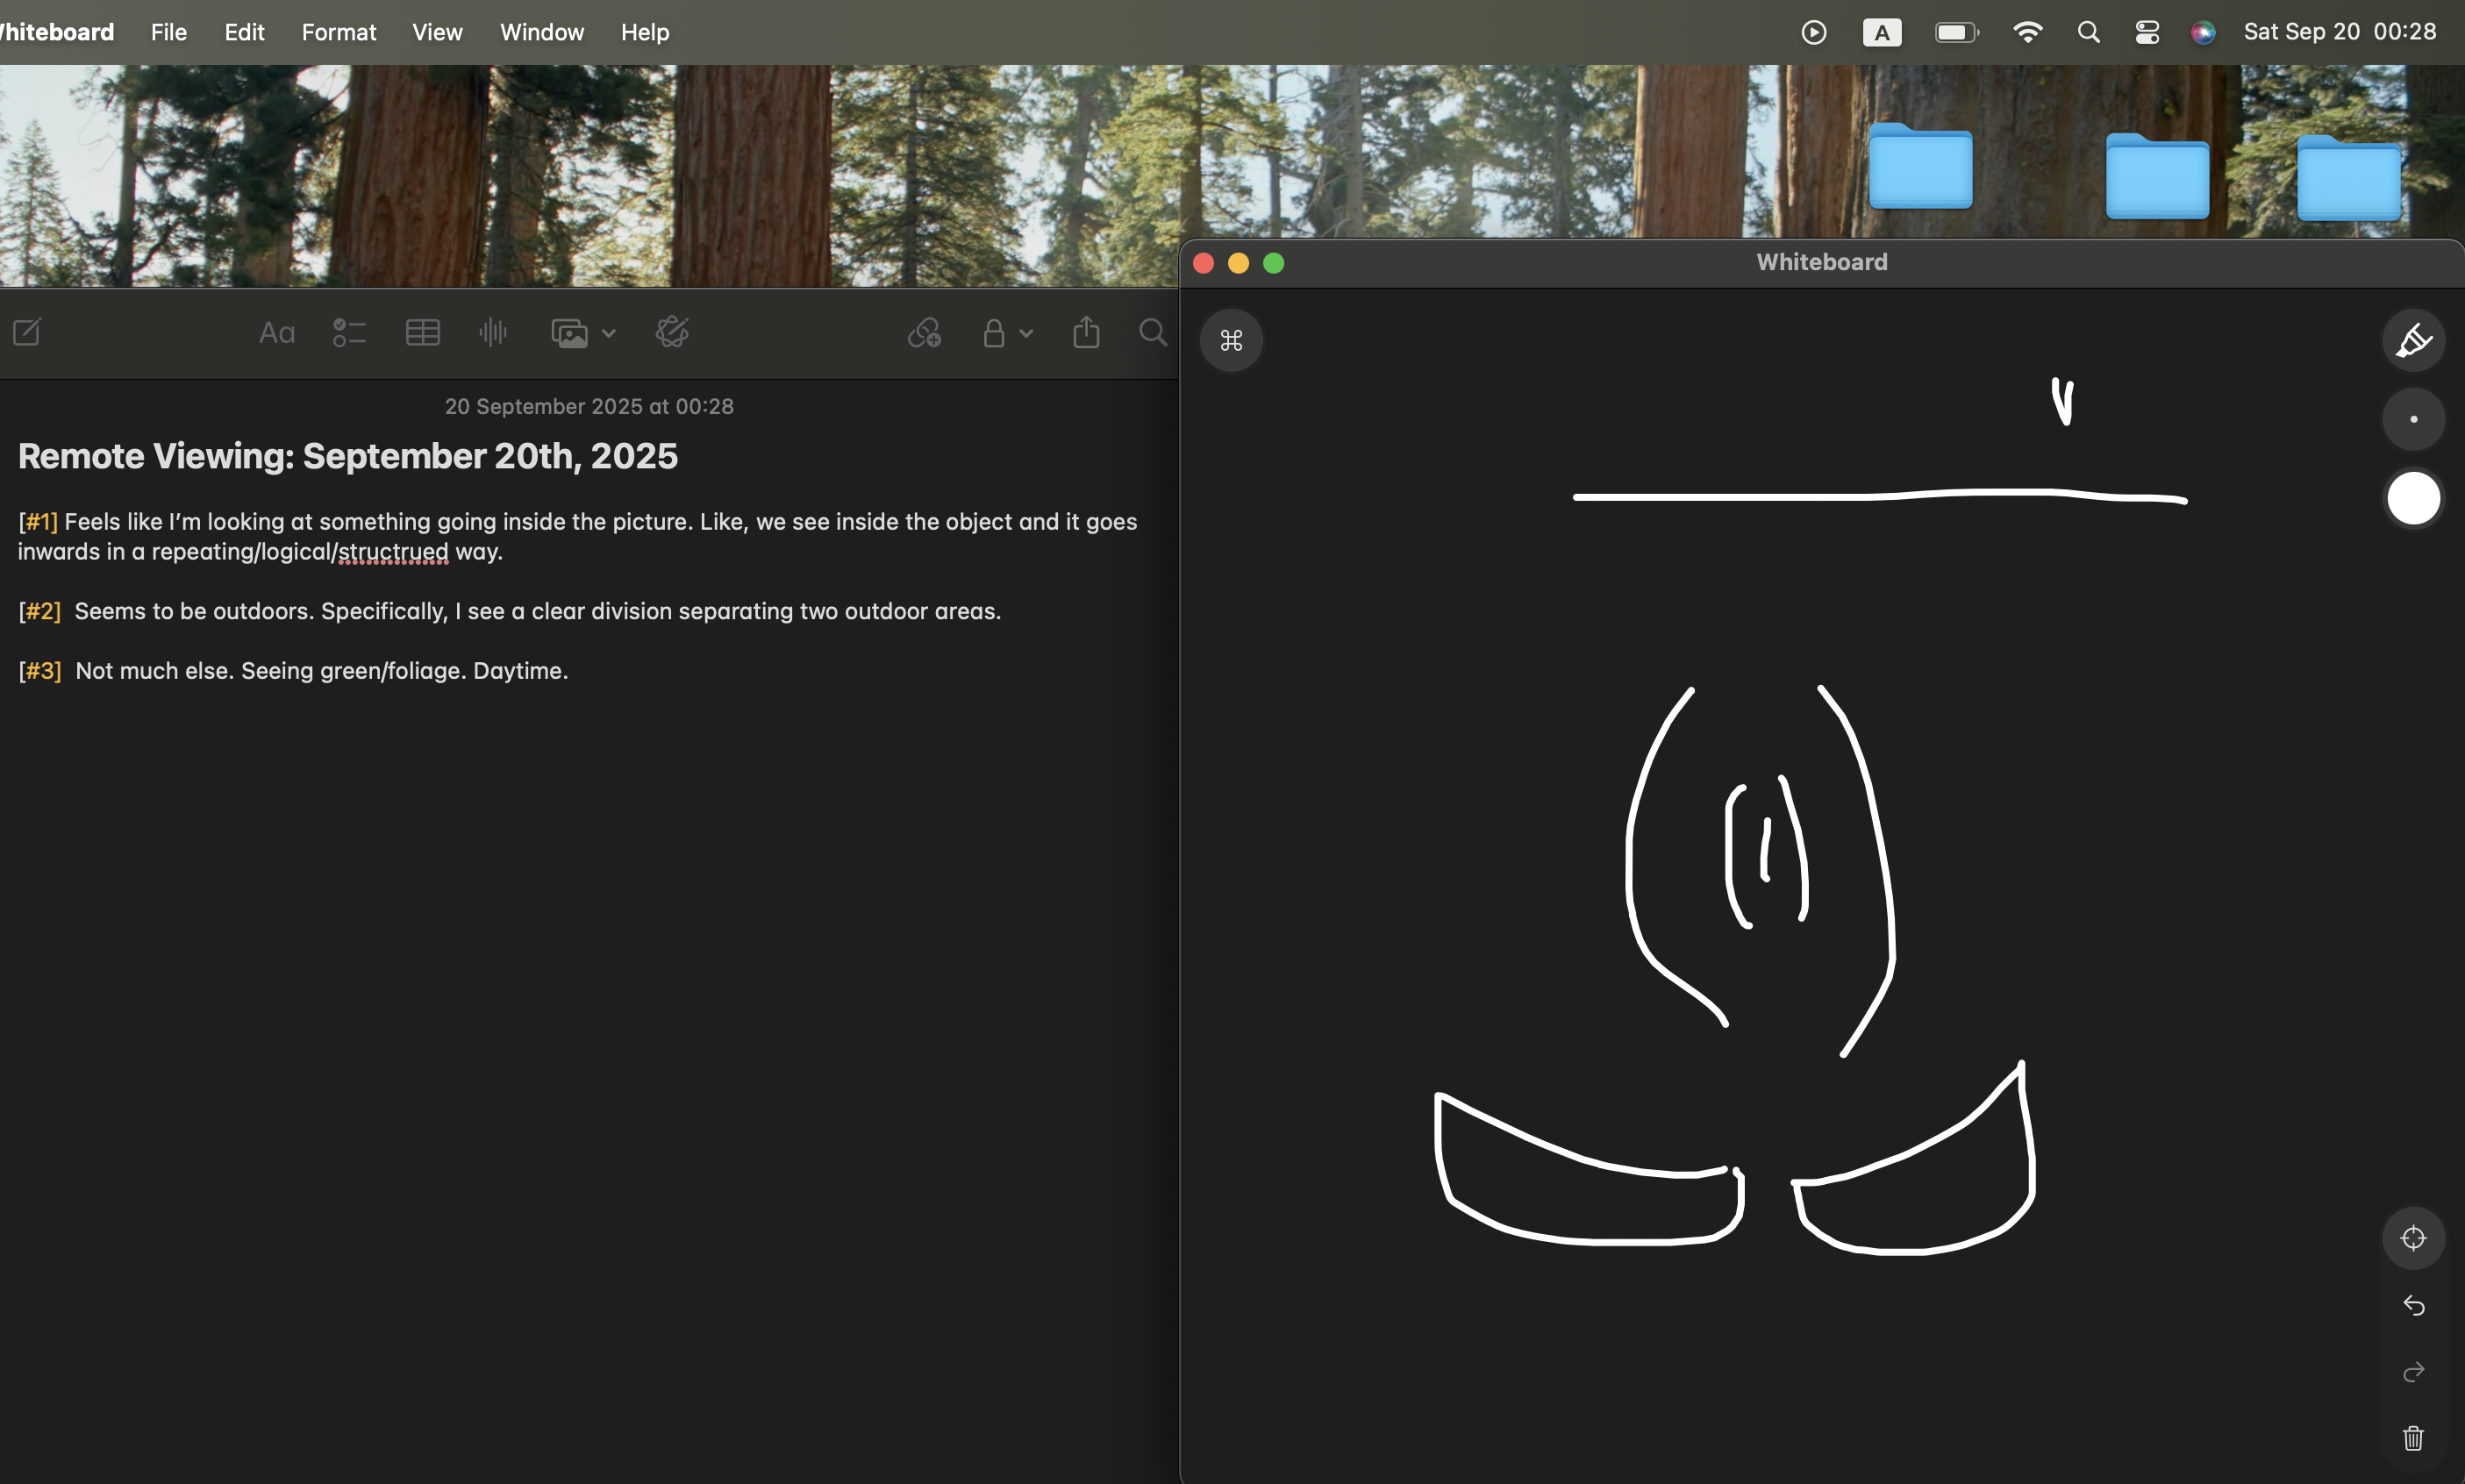 hiteboard File Edit Format View Window Help A Sat Sep 20 00:28
Whiteboard
Aa
20 September 2025 at 00:28
Remote Viewing: September 20th, 2025
[#1] Feels like I’m looking at something going inside the picture. Like, we see inside the object and it goes
inwards in a repeating/logical/structrued way.
[#2] Seems to be outdoors. Specifically, I see a clear division separating two outdoor areas.
[#3] Not much else. Seeing green/foliage. Daytime.